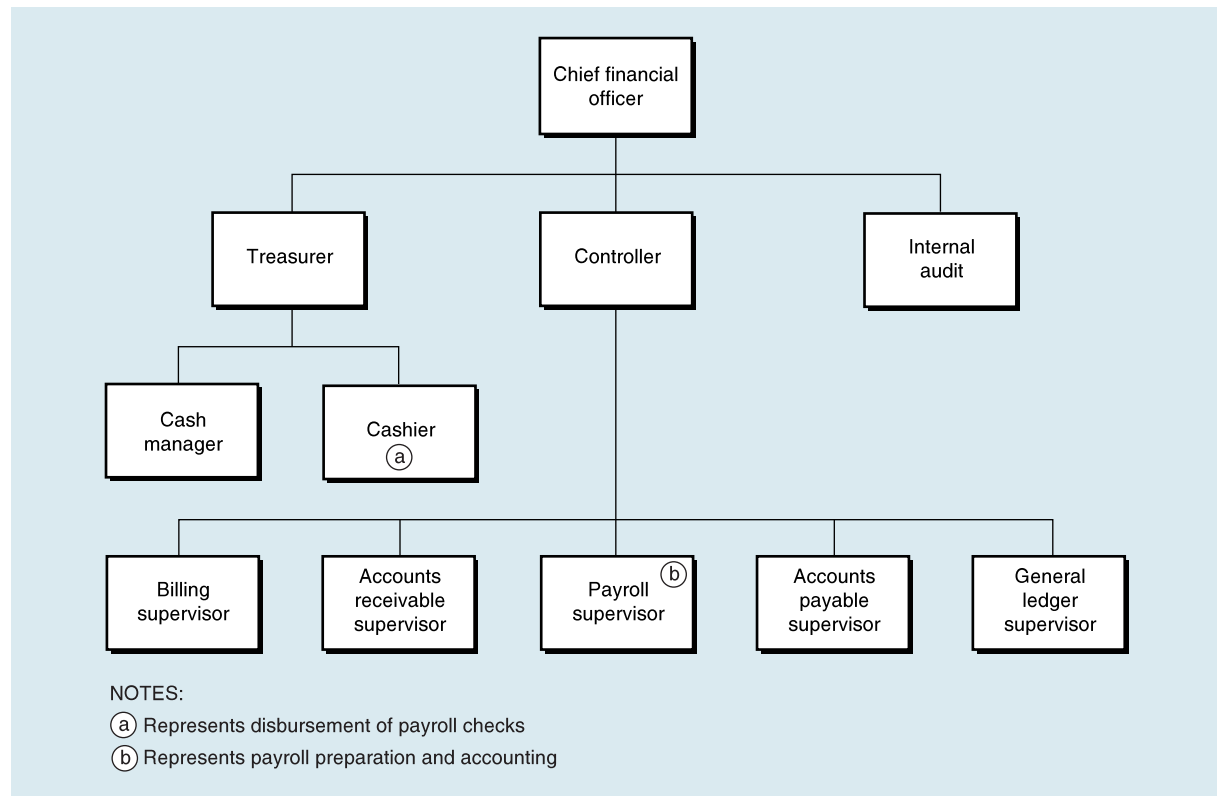 Chief financial
officer
Treasurer
Controller
Internal
audit
Cash
manager
Cashier
a
Billing
supervisor
Accounts
receivable
supervisor
b
Payroll
supervisor
Accounts
payable
supervisor
General
ledger
supervisor
NOTES:
a Represents disbursement of payroll checks
b Represents payroll preparation and accounting